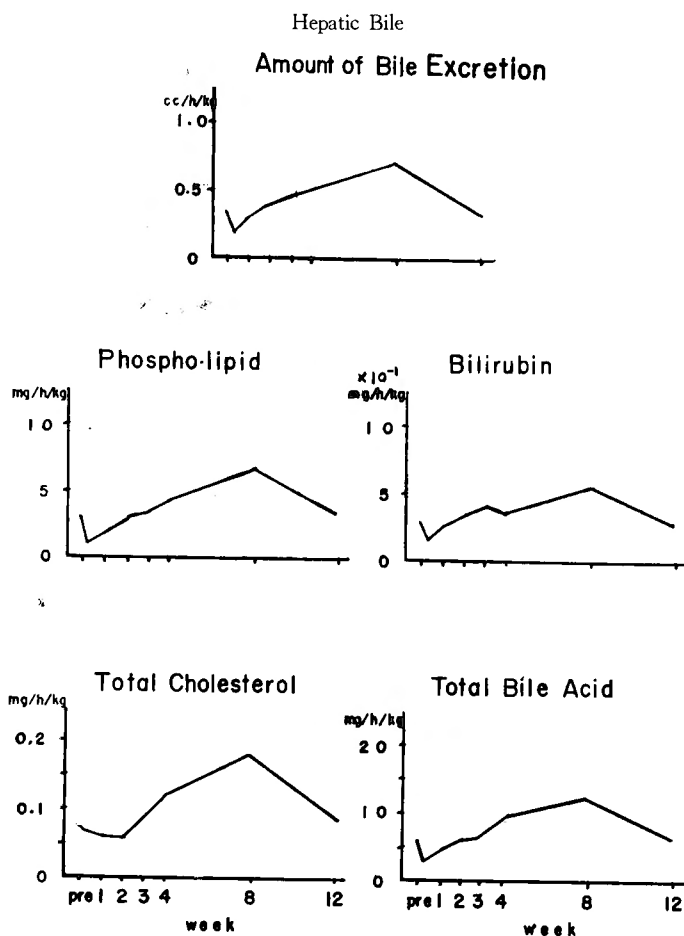 Hepatic Bile
Amount of Bile Excretion
cc/h/kg
1.0
0.5
0
Phospho-lipid
mg/h/kg
10
5
0
Bilirubin
×10⁻¹
mg/h/kg
10
5
0
Total Cholesterol
mg/h/kg
0.2
0.1
0
pre 1 2 3 4 8 12
week
Total Bile Acid
mg/h/kg
20
10
0
pre 1 2 3 4 8 12
week